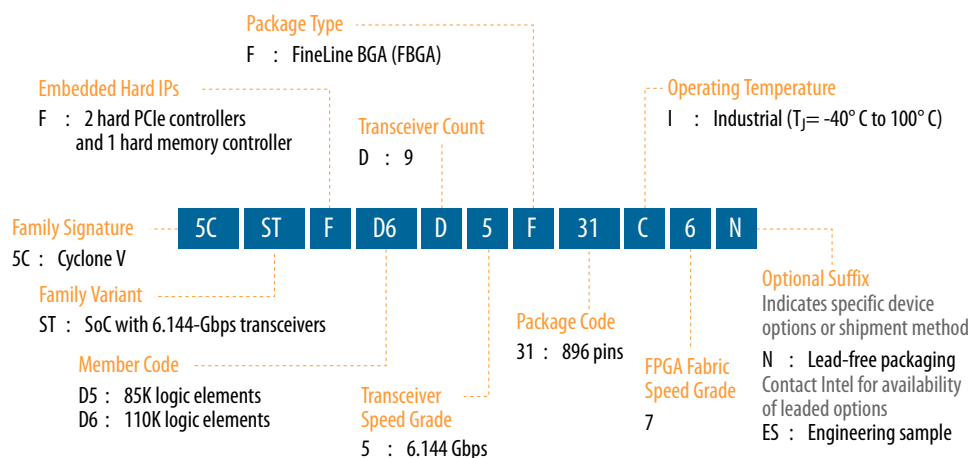 Package Type
F : FineLine BGA (FBGA)
Embedded Hard IPs
F : 2 hard PCIe controllers
and 1 hard memory controller
Transceiver Count
D : 9
Operating Temperature
I : Industrial (TJ= -40° C to 100° C)
5C ST F D6 D 5 F 31 C 6 N
Family Signature
5C : Cyclone V
Family Variant
ST : SoC with 6.144-Gbps transceivers
Member Code
D5 : 85K logic elements
D6 : 110K logic elements
Transceiver
Speed Grade
5 : 6.144 Gbps
Package Code
31 : 896 pins
FPGA Fabric
Speed Grade
7
Optional Suffix
Indicates specific device
options or shipment method
N : Lead-free packaging
Contact Intel for availability
of leaded options
ES : Engineering sample